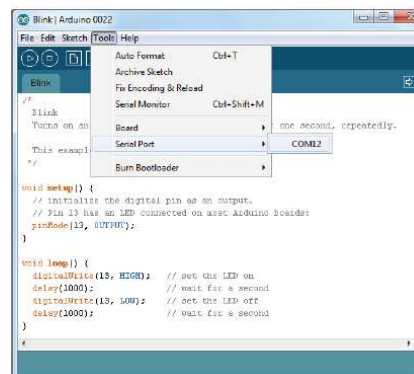 Blink | Arduino 0022
File Edit Sketch Tools Help
Auto Format Ctrl+T
Archive Sketch
Fix Encoding & Reload
Serial Monitor Ctrl+Shift+M
Board
Serial Port COM12
Burn Bootloader
Blink
/*
Blink
Turns on an one second, repeatedly.
This exampl
*/
void setup() {
// initialize the digital pin as an output.
// Pin 13 has an LED connected on most Arduino boards:
pinMode(13, OUTPUT);
}
void loop() {
digitalWrite(13, HIGH); // set the LED on
delay(1000); // wait for a second
digitalWrite(13, LOW); // set the LED off
delay(1000); // wait for a second
}